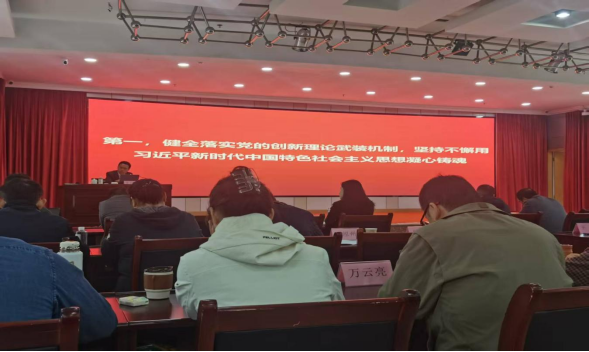 第一，健全落实党的创新理论武装机制，坚持不懈用
习近平新时代中国特色社会主义思想凝心铸魂
万云亮